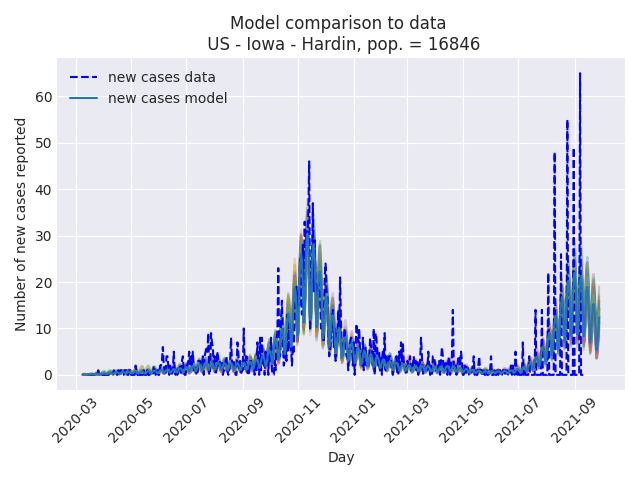 Model comparison to data
US - Iowa - Hardin, pop. = 16846
new cases data
new cases model
Number of new cases reported
60
50
40
30
20
10
0
2020-03
2020-05
2020-07
2020-09
2020-11
2021-01
2021-03
2021-05
2021-07
2021-09
Day